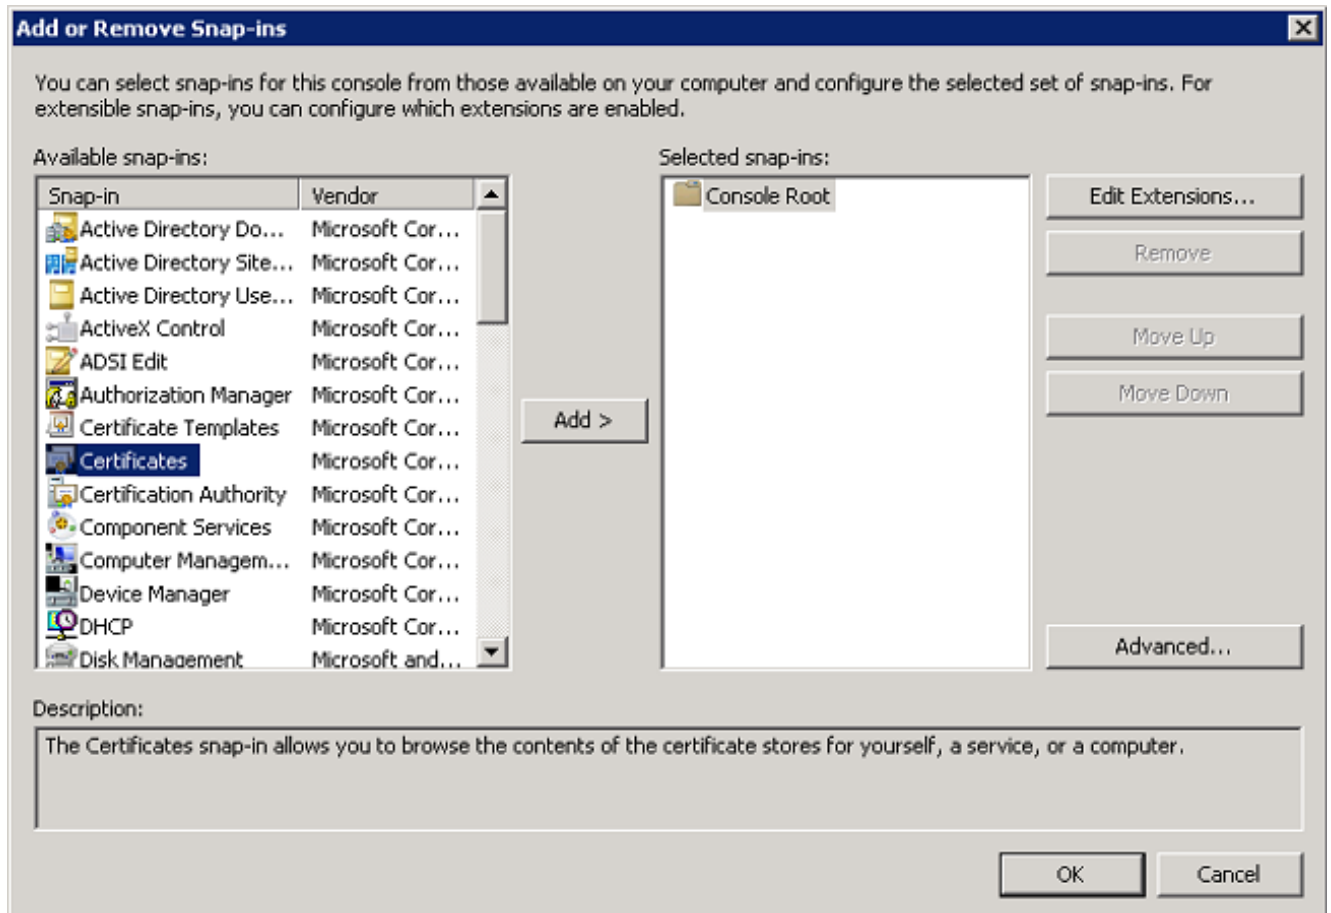 Add or Remove Snap-ins
You can select snap-ins for this console from those available on your computer and configure the selected set of snap-ins. For
extensible snap-ins, you can configure which extensions are enabled.
Available snap-ins:
Snap-in Vendor
Active Directory Do... Microsoft Cor...
Active Directory Site... Microsoft Cor...
Active Directory Use... Microsoft Cor...
ActiveX Control Microsoft Cor...
ADSI Edit Microsoft Cor...
Authorization Manager Microsoft Cor...
Certificate Templates Microsoft Cor...
Certificates Microsoft Cor...
Certification Authority Microsoft Cor...
Component Services Microsoft Cor...
Computer Managem... Microsoft Cor...
Device Manager Microsoft Cor...
DHCP Microsoft Cor...
Disk Management Microsoft and...
Add >
Selected snap-ins:
Console Root
Edit Extensions...
Remove
Move Up
Move Down
Advanced...
Description:
The Certificates snap-in allows you to browse the contents of the certificate stores for yourself, a service, or a computer.
OK Cancel